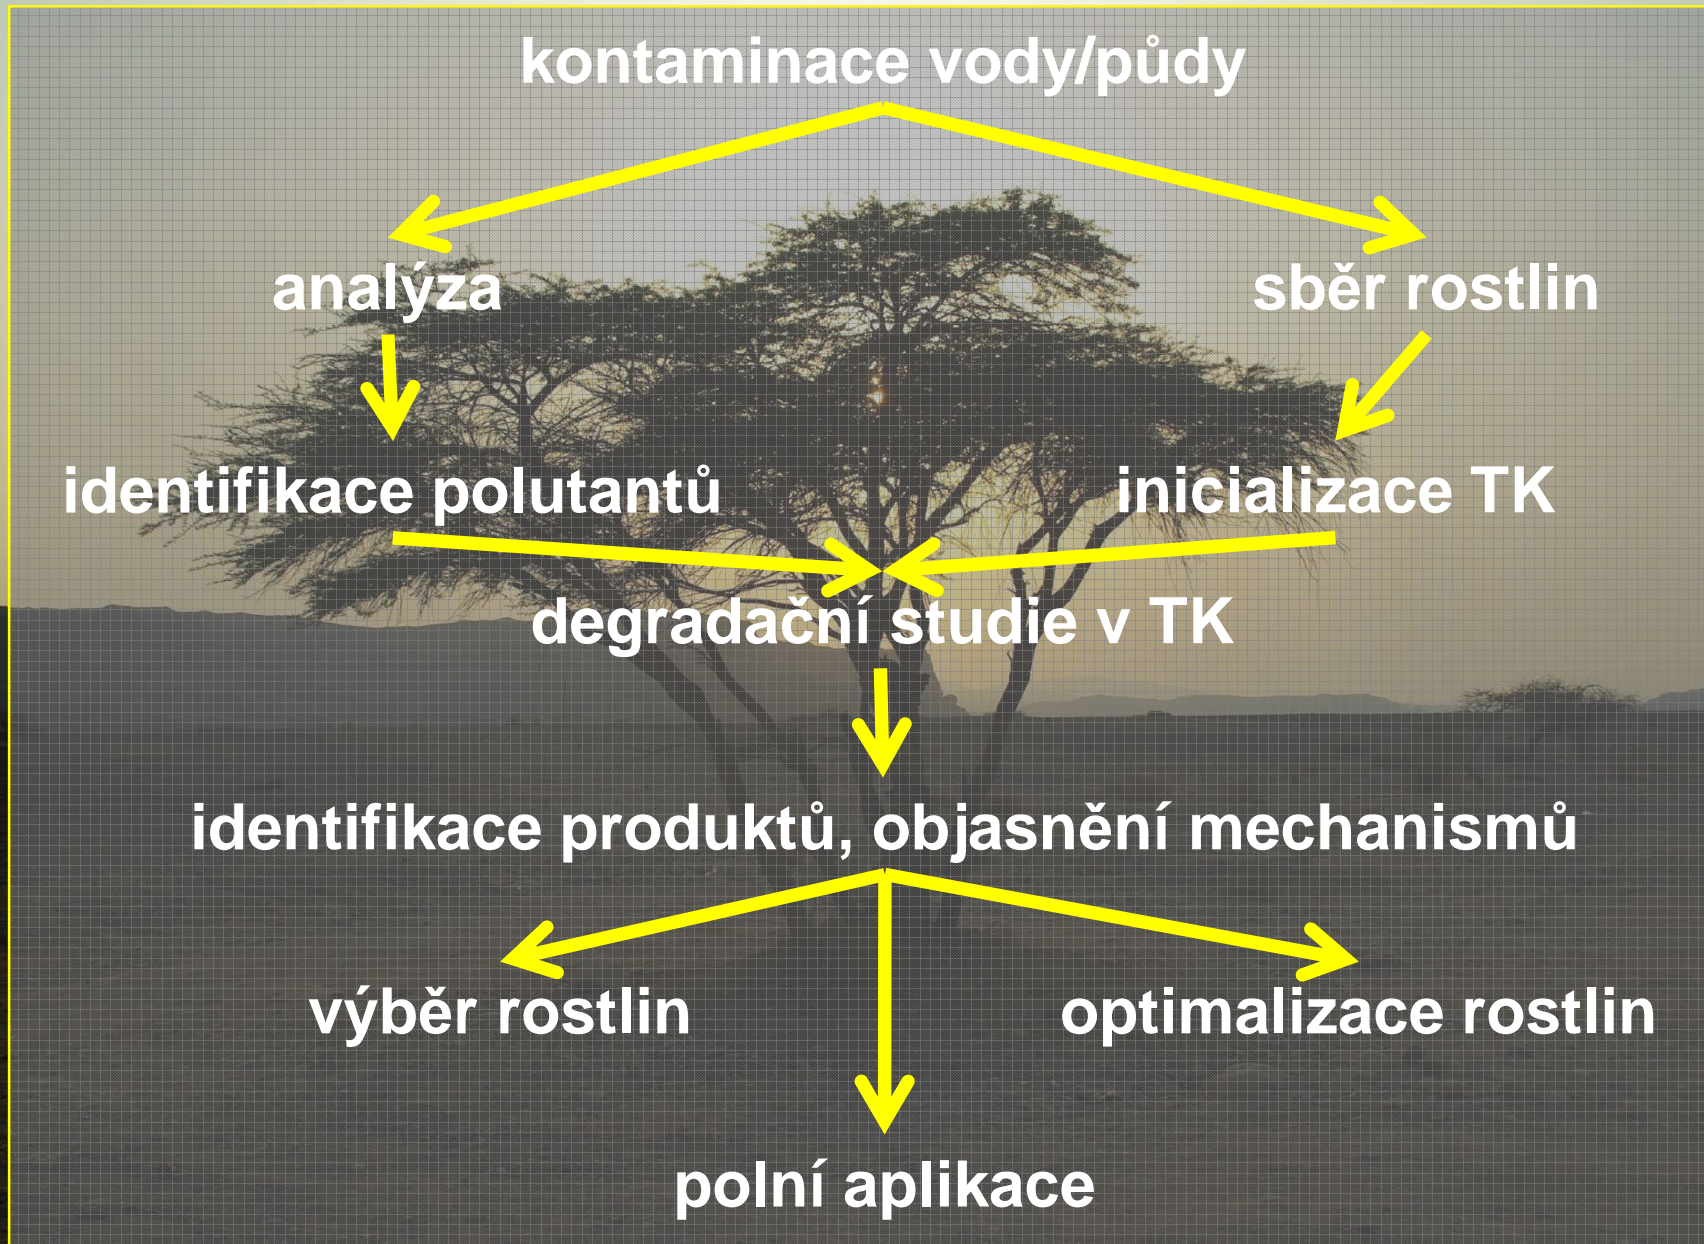 kontaminace vody/půdy
analýza
sběr rostlin
identifikace polutantů
inicializace TK
degradační studie v TK
identifikace produktů, objasnění mechanismů
výběr rostlin
optimalizace rostlin
polní aplikace